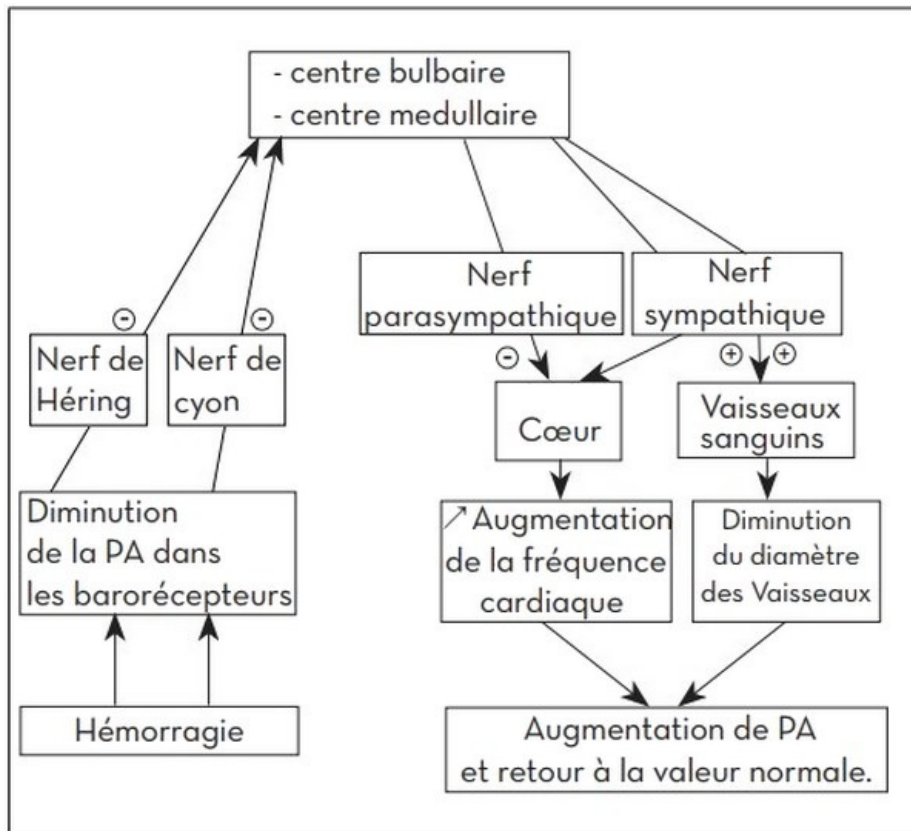 - centre bulbaire
- centre medullaire
Nerf
parasympathique
Nerf
sympathique
⊖
⊖
Nerf de
Héring
Nerf de
cyon
⊖
⊕ ⊕
Cœur
Vaisseaux
sanguins
Diminution
de la PA dans
les barorécepteurs
↗ Augmentation
de la fréquence
cardiaque
Diminution
du diamètre
des Vaisseaux
Hémorragie
Augmentation de PA
et retour à la valeur normale.